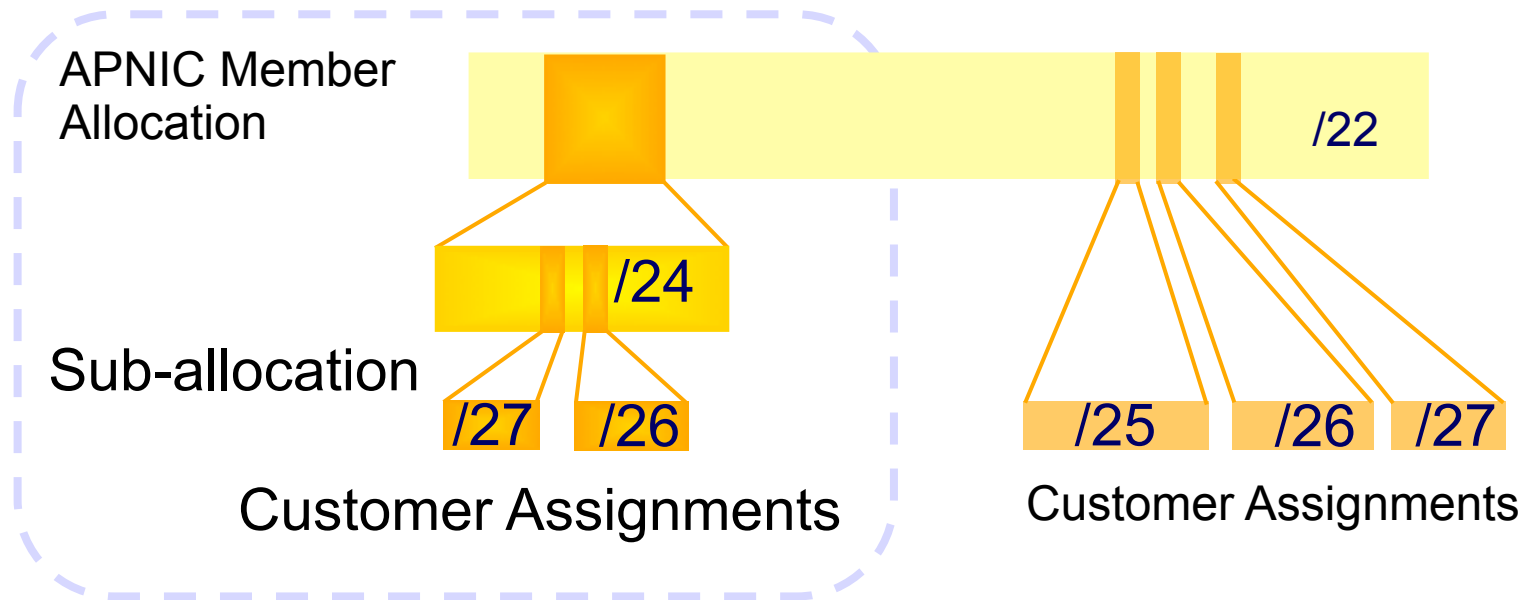 APNIC Member
Allocation
/22
/24
Sub-allocation
/27 /26
/25 /26 /27
Customer Assignments
Customer Assignments